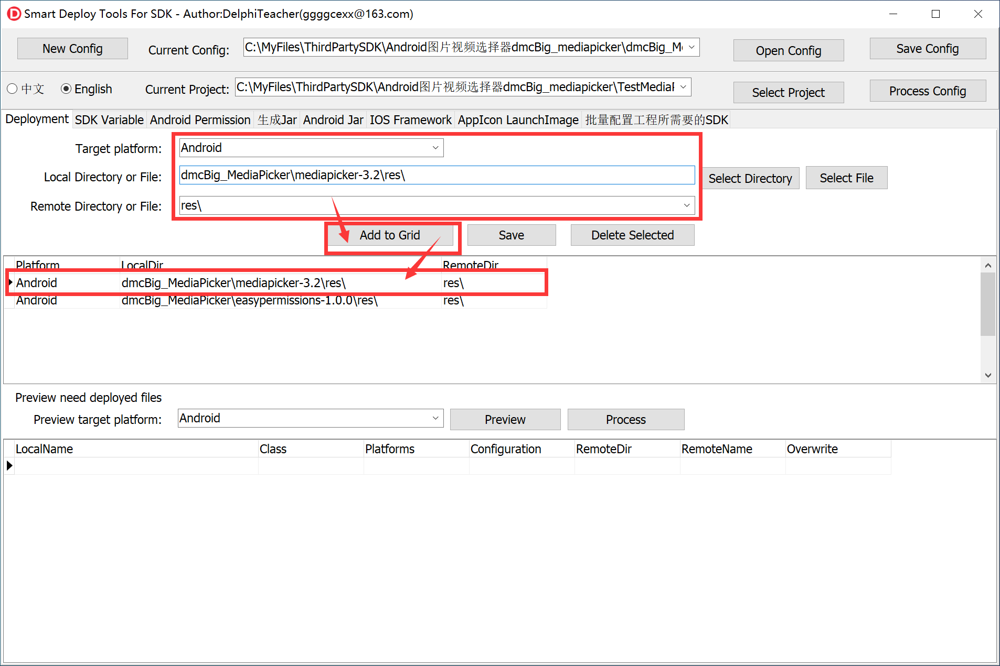 Smart Deploy Tools For SDK - Author:DelphiTeacher(ggggcexx@163.com)
New Config
Current Config:
C:\MyFiles\ThirdPartySDK\Android图片视频选择器dmcBig_mediapicker\dmcBig_M
Open Config
Save Config
中文
English
Current Project:
C:\MyFiles\ThirdPartySDK\Android图片视频选择器dmcBig_mediapicker\TestMedia
Select Project
Process Config
Deployment
SDK Variable
Android Permission
生成Jar
Android Jar
IOS Framework
AppIcon LaunchImage
批量配置工程所需要的SDK
Target platform:
Android
Local Directory or File:
dmcBig_MediaPicker\mediapicker-3.2\res\
Select Directory
Select File
Remote Directory or File:
res\
Add to Grid
Save
Delete Selected
Platform LocalDir RemoteDir
Android dmcBig_MediaPicker\mediapicker-3.2\res\ res\
Android dmcBig_MediaPicker\easypermissions-1.0.0\res\ res\
Preview need deployed files
Preview target platform:
Android
Preview
Process
LocalName Class Platforms Configuration RemoteDir RemoteName Overwrite